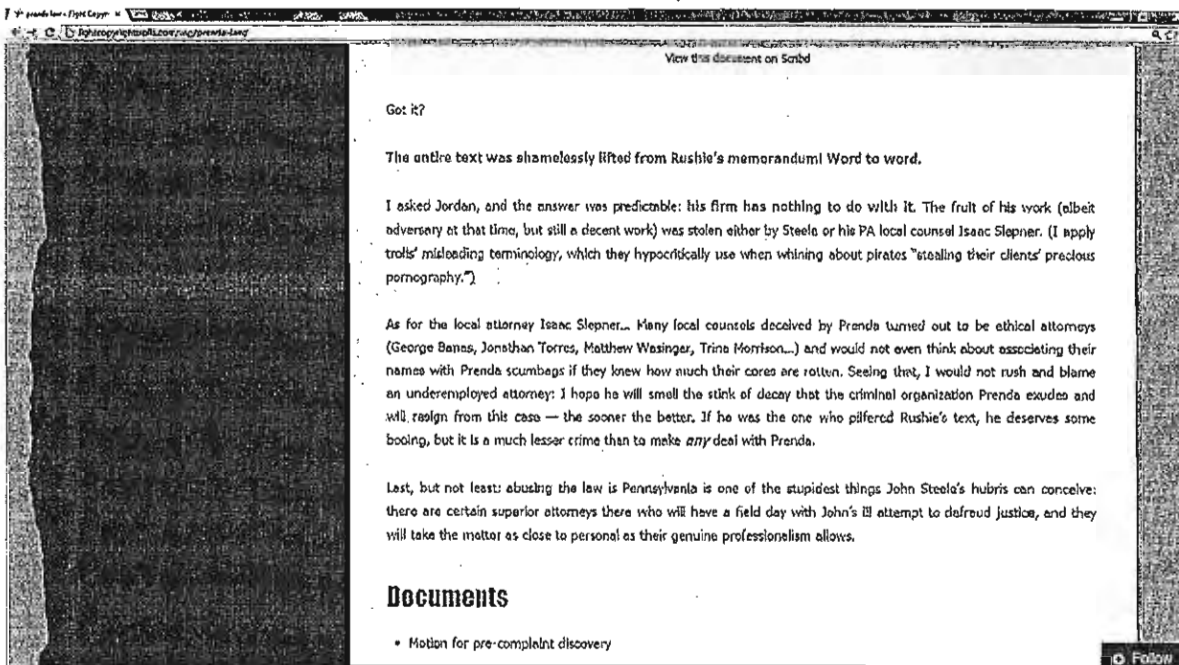 View this document on Scribd
Got it?
The entire text was shamelessly lifted from Rushie's memorandum! Word to word.
I asked Jordan, and the answer was predictable: his firm has nothing to do with it. The fruit of his work (albeit
adversary at that time, but still a decent work) was stolen either by Steele or his PA local counsel Isaac Slepner. (I apply
trolls' misleading terminology, which they hypocritically use when whining about pirates "stealing their clients' precious
pornography.")
As for the local attorney Isaac Slepner... Many local counsels deceived by Prenda turned out to be ethical attorneys
(George Banas, Jonathan Torres, Matthew Wasinger, Trina Morrison...) and would not even think about associating their
names with Prenda scumbags if they knew how much their cores are rotten. Seeing that, I would not rush and blame
an underemployed attorney: I hope he will smell the stink of decay that the criminal organization Prenda exudes and
will resign from this case — the sooner the better. If he was the one who pilfered Rushie's text, he deserves some
booing, but it is a much lesser crime than to make any deal with Prenda.
Last, but not least: abusing the law is Pennsylvania is one of the stupidest things John Steele's hubris can conceive:
there are certain superior attorneys there who will have a field day with John's ill attempt to defraud justice, and they
will take the matter as close to personal as their genuine professionalism allows.
Documents
• Motion for pre-complaint discovery
Follow